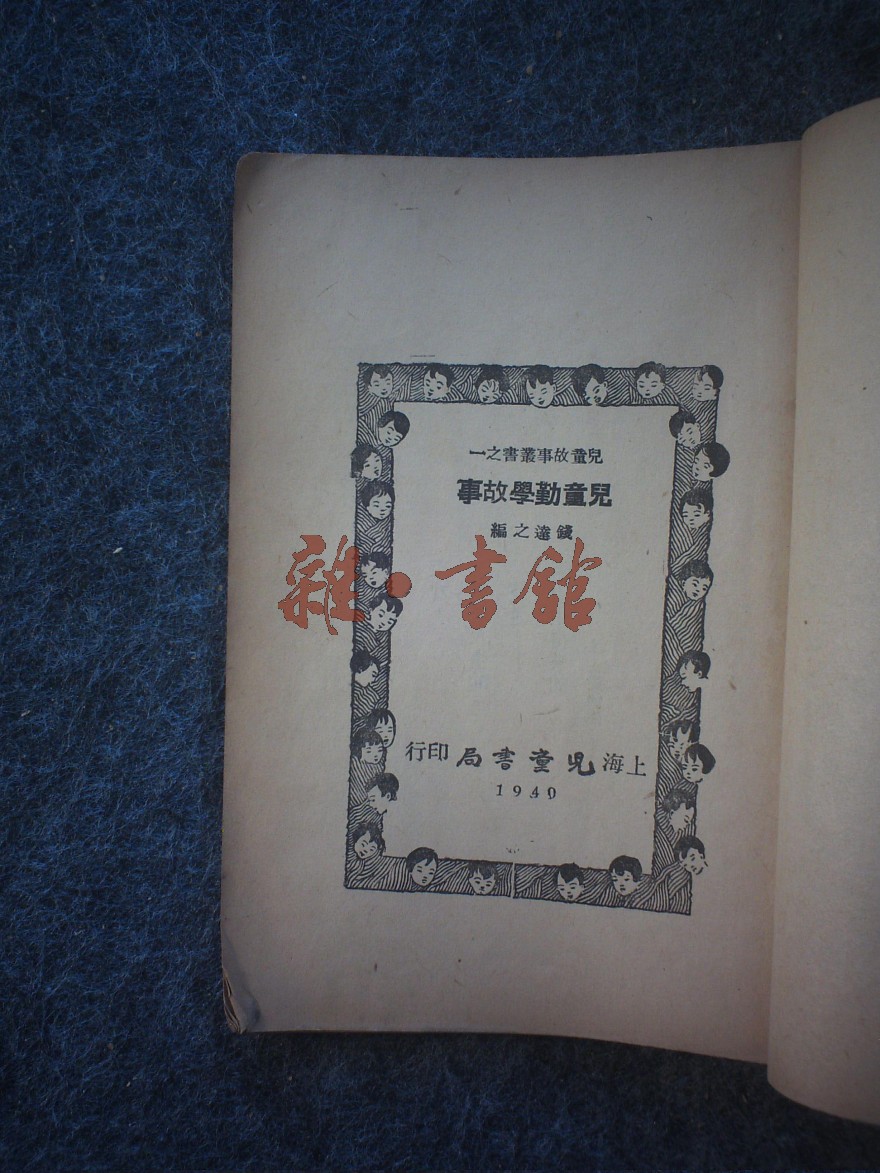 兒童故事叢書之一
兒童勤學故事
錢達之編
雜·書館
上海兒童書局印行
1940